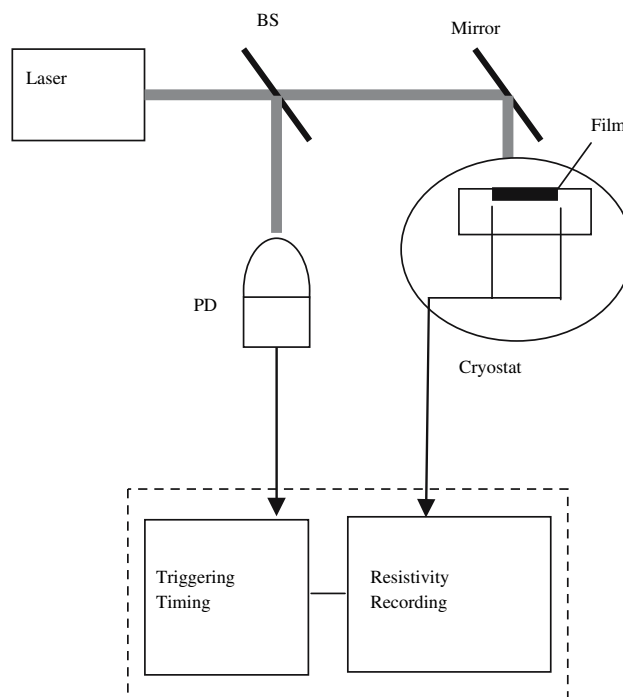 BS
Mirror
Laser
Film
PD
Cryostat
Triggering
Timing
Resistivity
Recording